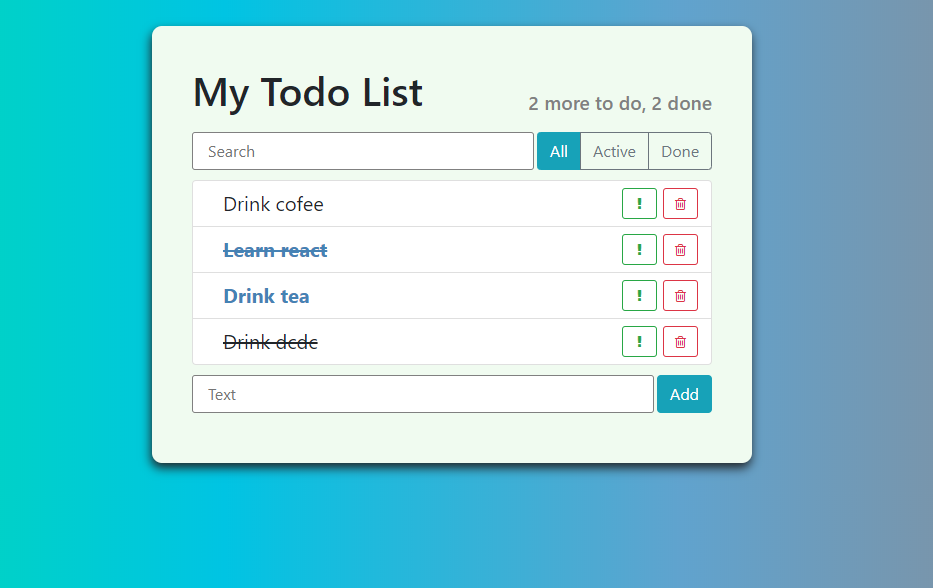 My Todo List
2 more to do, 2 done
Search
All Active Done
Drink cofee !
Learn react !
Drink tea !
Drink dcdc !
Text
Add